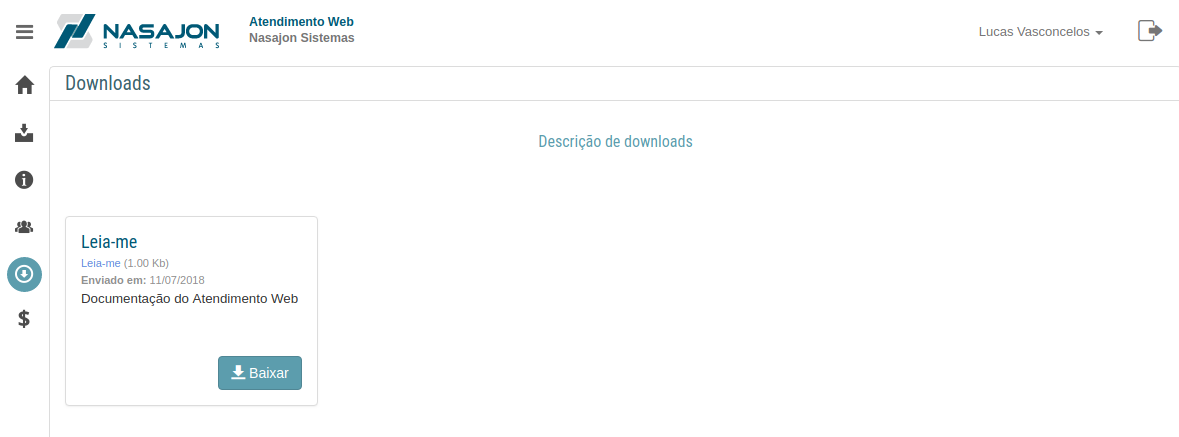 NASAJON
SISTEMAS
Atendimento Web
Nasajon Sistemas
Lucas Vasconcelos
Downloads
Descrição de downloads
Leia-me
Leia-me (1.00 Kb)
Enviado em: 11/07/2018
Documentação do Atendimento Web
Baixar